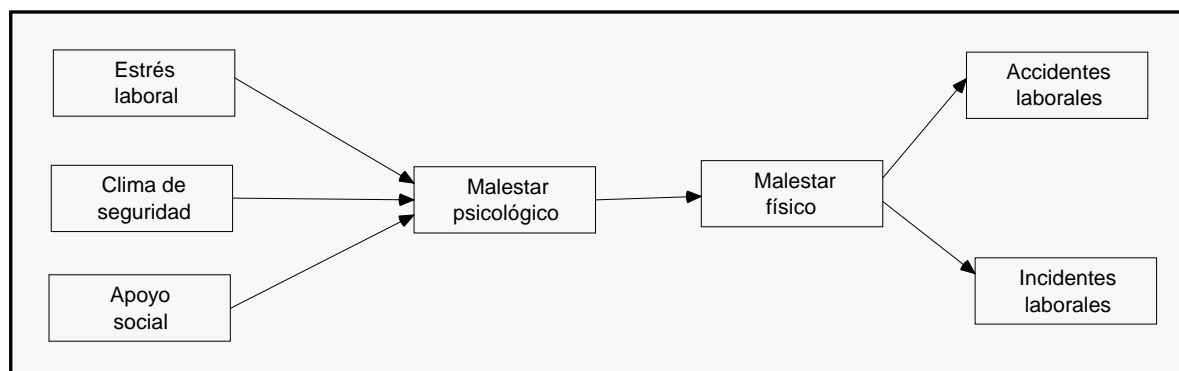 Estrés
laboral
Clima de
seguridad
Apoyo
social
Malestar
psicológico
Malestar
físico
Accidentes
laborales
Incidentes
laborales